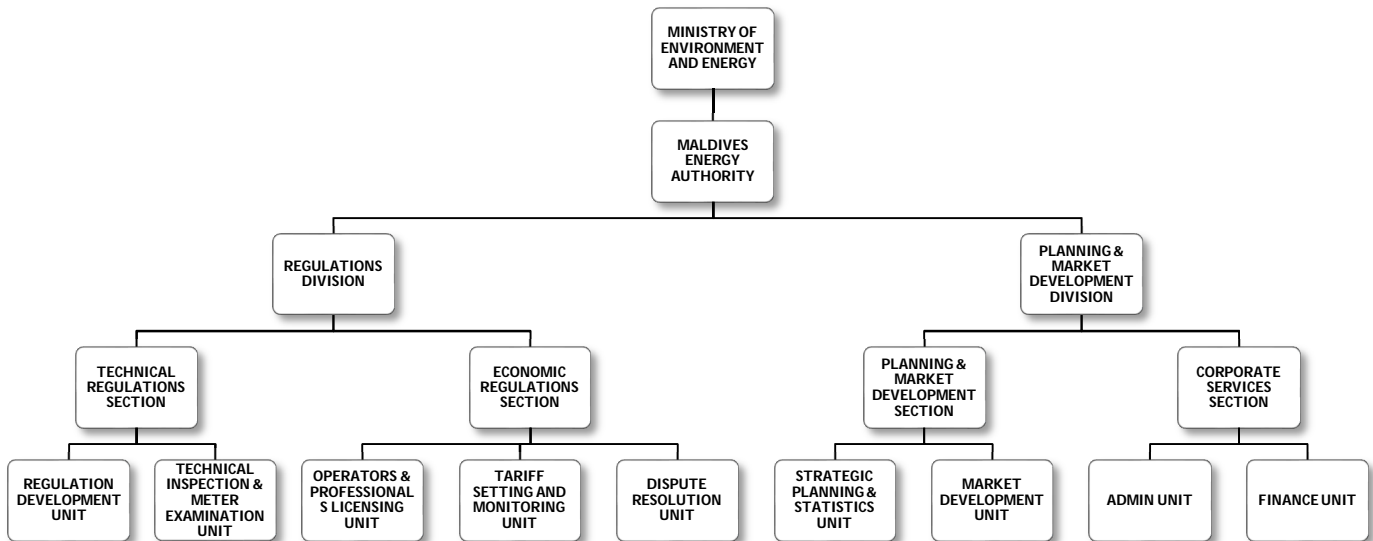 MINISTRY OF
ENVIRONMENT
AND ENERGY
MALDIVES
ENERGY
AUTHORITY
REGULATIONS
DIVISION
PLANNING &
MARKET
DEVELOPMENT
DIVISION
TECHNICAL
REGULATIONS
SECTION
ECONOMIC
REGULATIONS
SECTION
PLANNING &
MARKET
DEVELOPMENT
SECTION
CORPORATE
SERVICES
SECTION
REGULATION
DEVELOPMENT
UNIT
TECHNICAL
INSPECTION &
METER
EXAMINATION
UNIT
OPERATORS &
PROFESSIONAL
S LICENSING
UNIT
TARIFF
SETTING AND
MONITORING
UNIT
DISPUTE
RESOLUTION
UNIT
STRATEGIC
PLANNING &
STATISTICS
UNIT
MARKET
DEVELOPMENT
UNIT
ADMIN UNIT
FINANCE UNIT